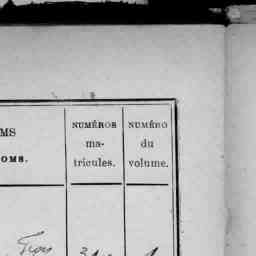 MS
OMS.
NUMÉROS
ma-
tricules.
NUMÉRO
du
volume.